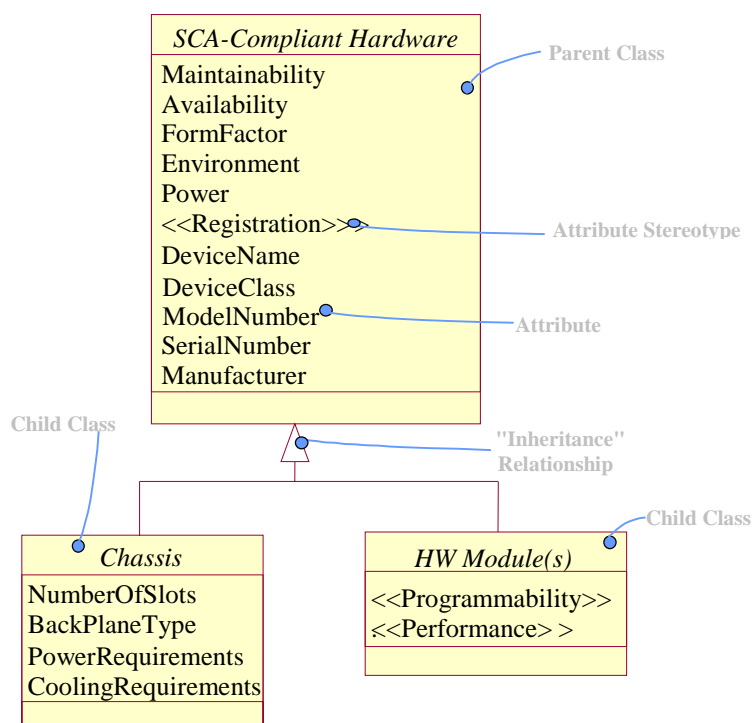 SCA-Compliant Hardware
Maintainability
Availability
FormFactor
Environment
Power
<<Registration>>>
DeviceName
DeviceClass
ModelNumber
SerialNumber
Manufacturer
Parent Class
Attribute Stereotype
Attribute
"Inheritance"
Relationship
Child Class
Chassis
NumberOfSlots
BackPlaneType
PowerRequirements
CoolingRequirements
Child Class
HW Module(s)
<<Programmability>>
<<Performance> >